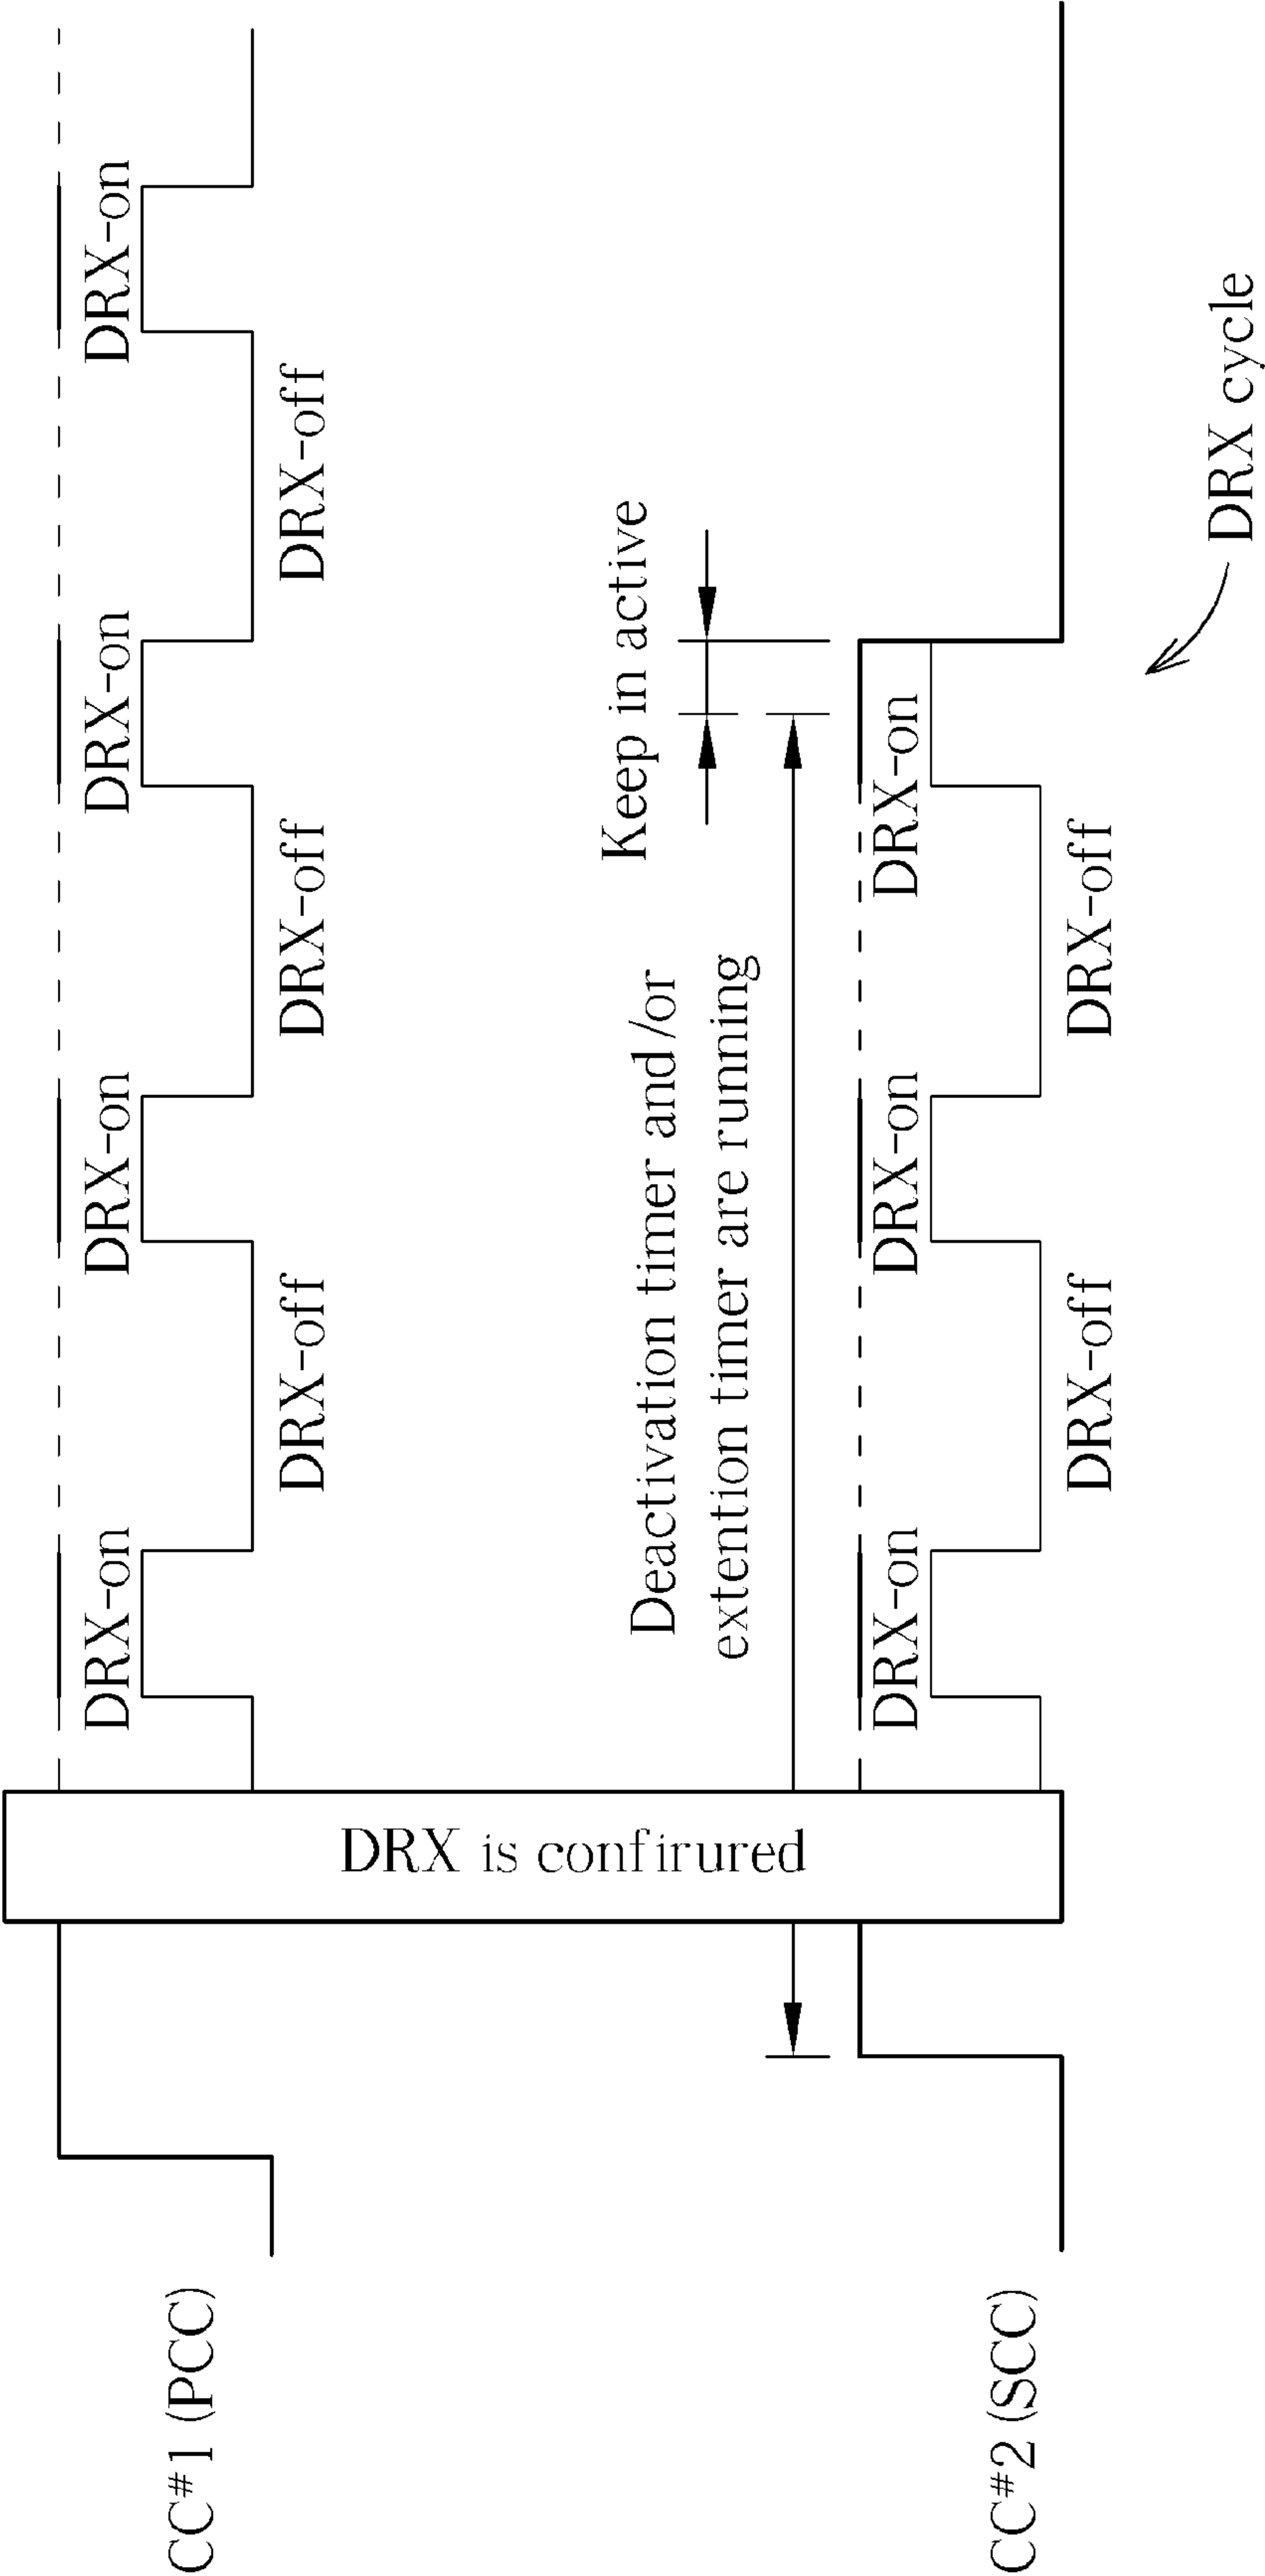 CC#1 (PCC)
DRX-on
DRX-on
DRX-on
DRX-on
DRX-off
DRX-off
DRX-off
DRX is confirured
Deactivation timer and/or
extention timer are running
Keep in active
CC#2 (SCC)
DRX-on
DRX-on
DRX-on
DRX-off
DRX-off
DRX cycle